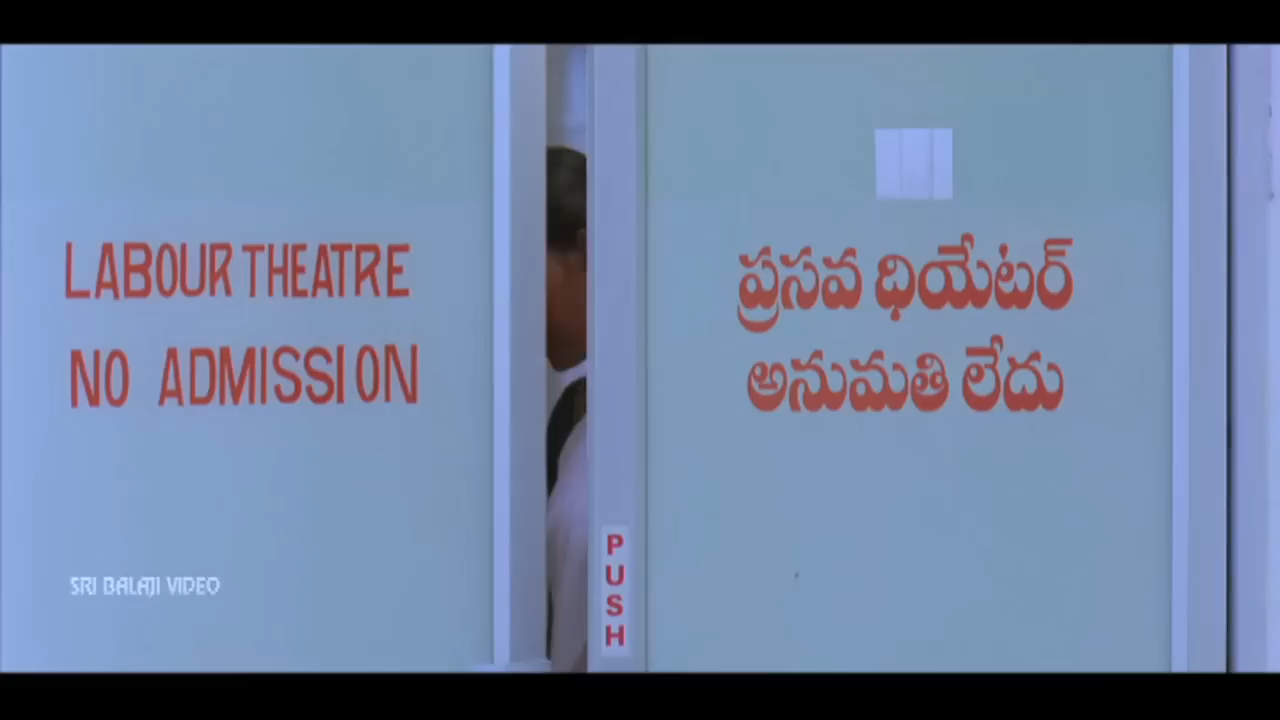 LABOUR THEATRE
NO ADMISSION
ప్రసవ ధియేటర్
అనుమతి లేదు
PUSH
SRI BALAJI VIDEO